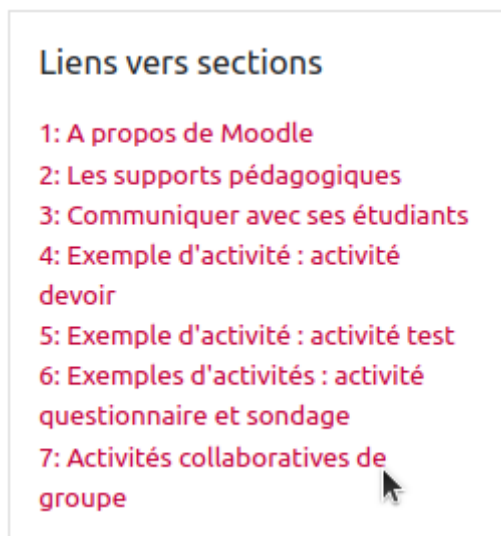 Liens vers sections
1: A propos de Moodle
2: Les supports pédagogiques
3: Communiquer avec ses étudiants
4: Exemple d'activité : activité
devoir
5: Exemple d'activité : activité test
6: Exemples d'activités : activité
questionnaire et sondage
7: Activités collaboratives de
groupe